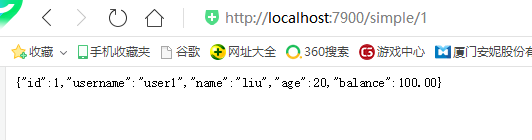 http://localhost:7900/simple/1
收藏 手机收藏夹 谷歌 网址大全 360搜索 游戏中心 厦门安妮股份有
{"id":1,"username":"user1","name":"liu","age":20,"balance":100.00}